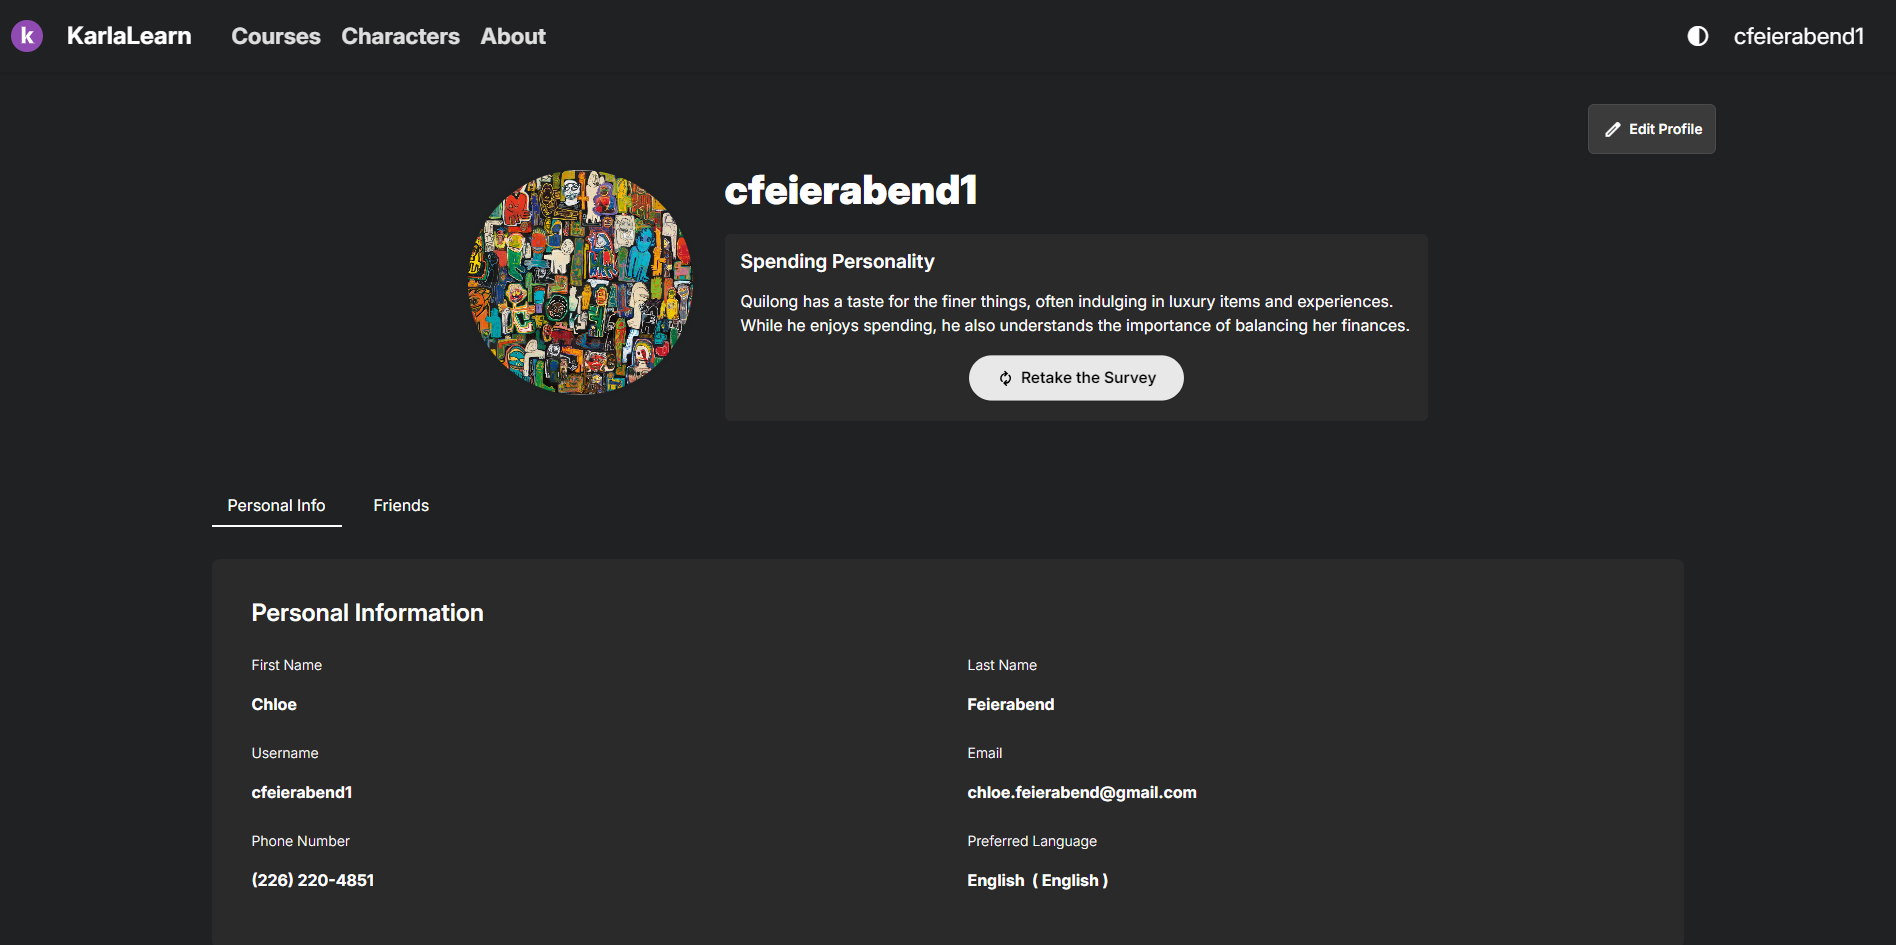 k KarlaLearn Courses Characters About cfeierabend1
Edit Profile
cfeierabend1
Spending Personality
Quilong has a taste for the finer things, often indulging in luxury items and experiences.
While he enjoys spending, he also understands the importance of balancing her finances.
Retake the Survey
Personal Info Friends
Personal Information
First Name Last Name
Chloe Feierabend
Username Email
cfeierabend1 chloe.feierabend@gmail.com
Phone Number Preferred Language
(226) 220-4851 English ( English )